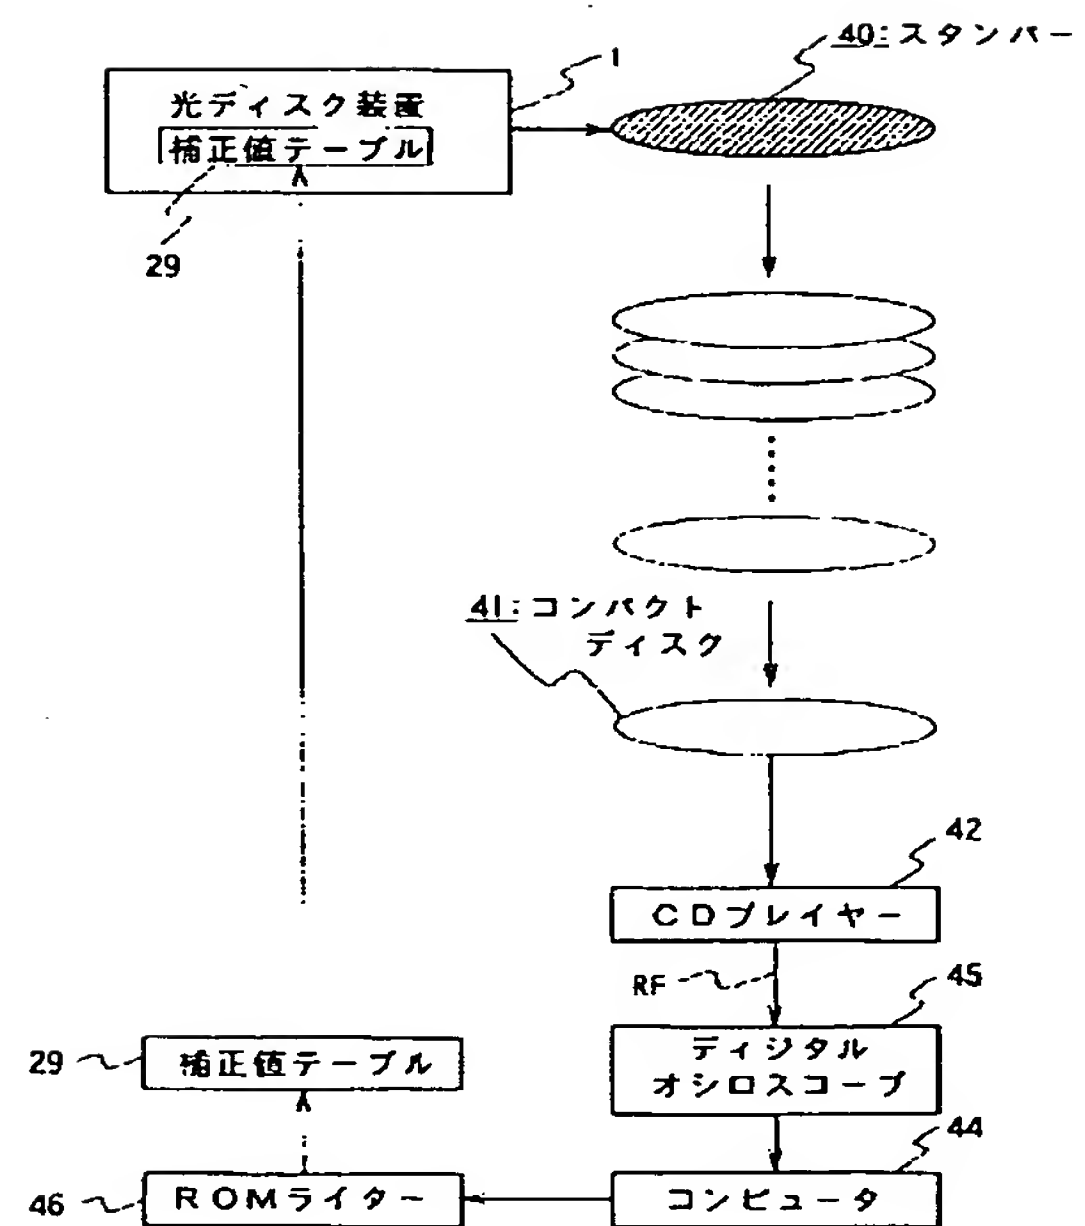 40:スタンパー
1
光ディスク装置
補正値テーブル
29
41:コンパクト
ディスク
42
CDプレイヤー
RF
45
ディジタル
オシロスコープ
29
補正値テーブル
44
46
ROMライター
コンピュータ